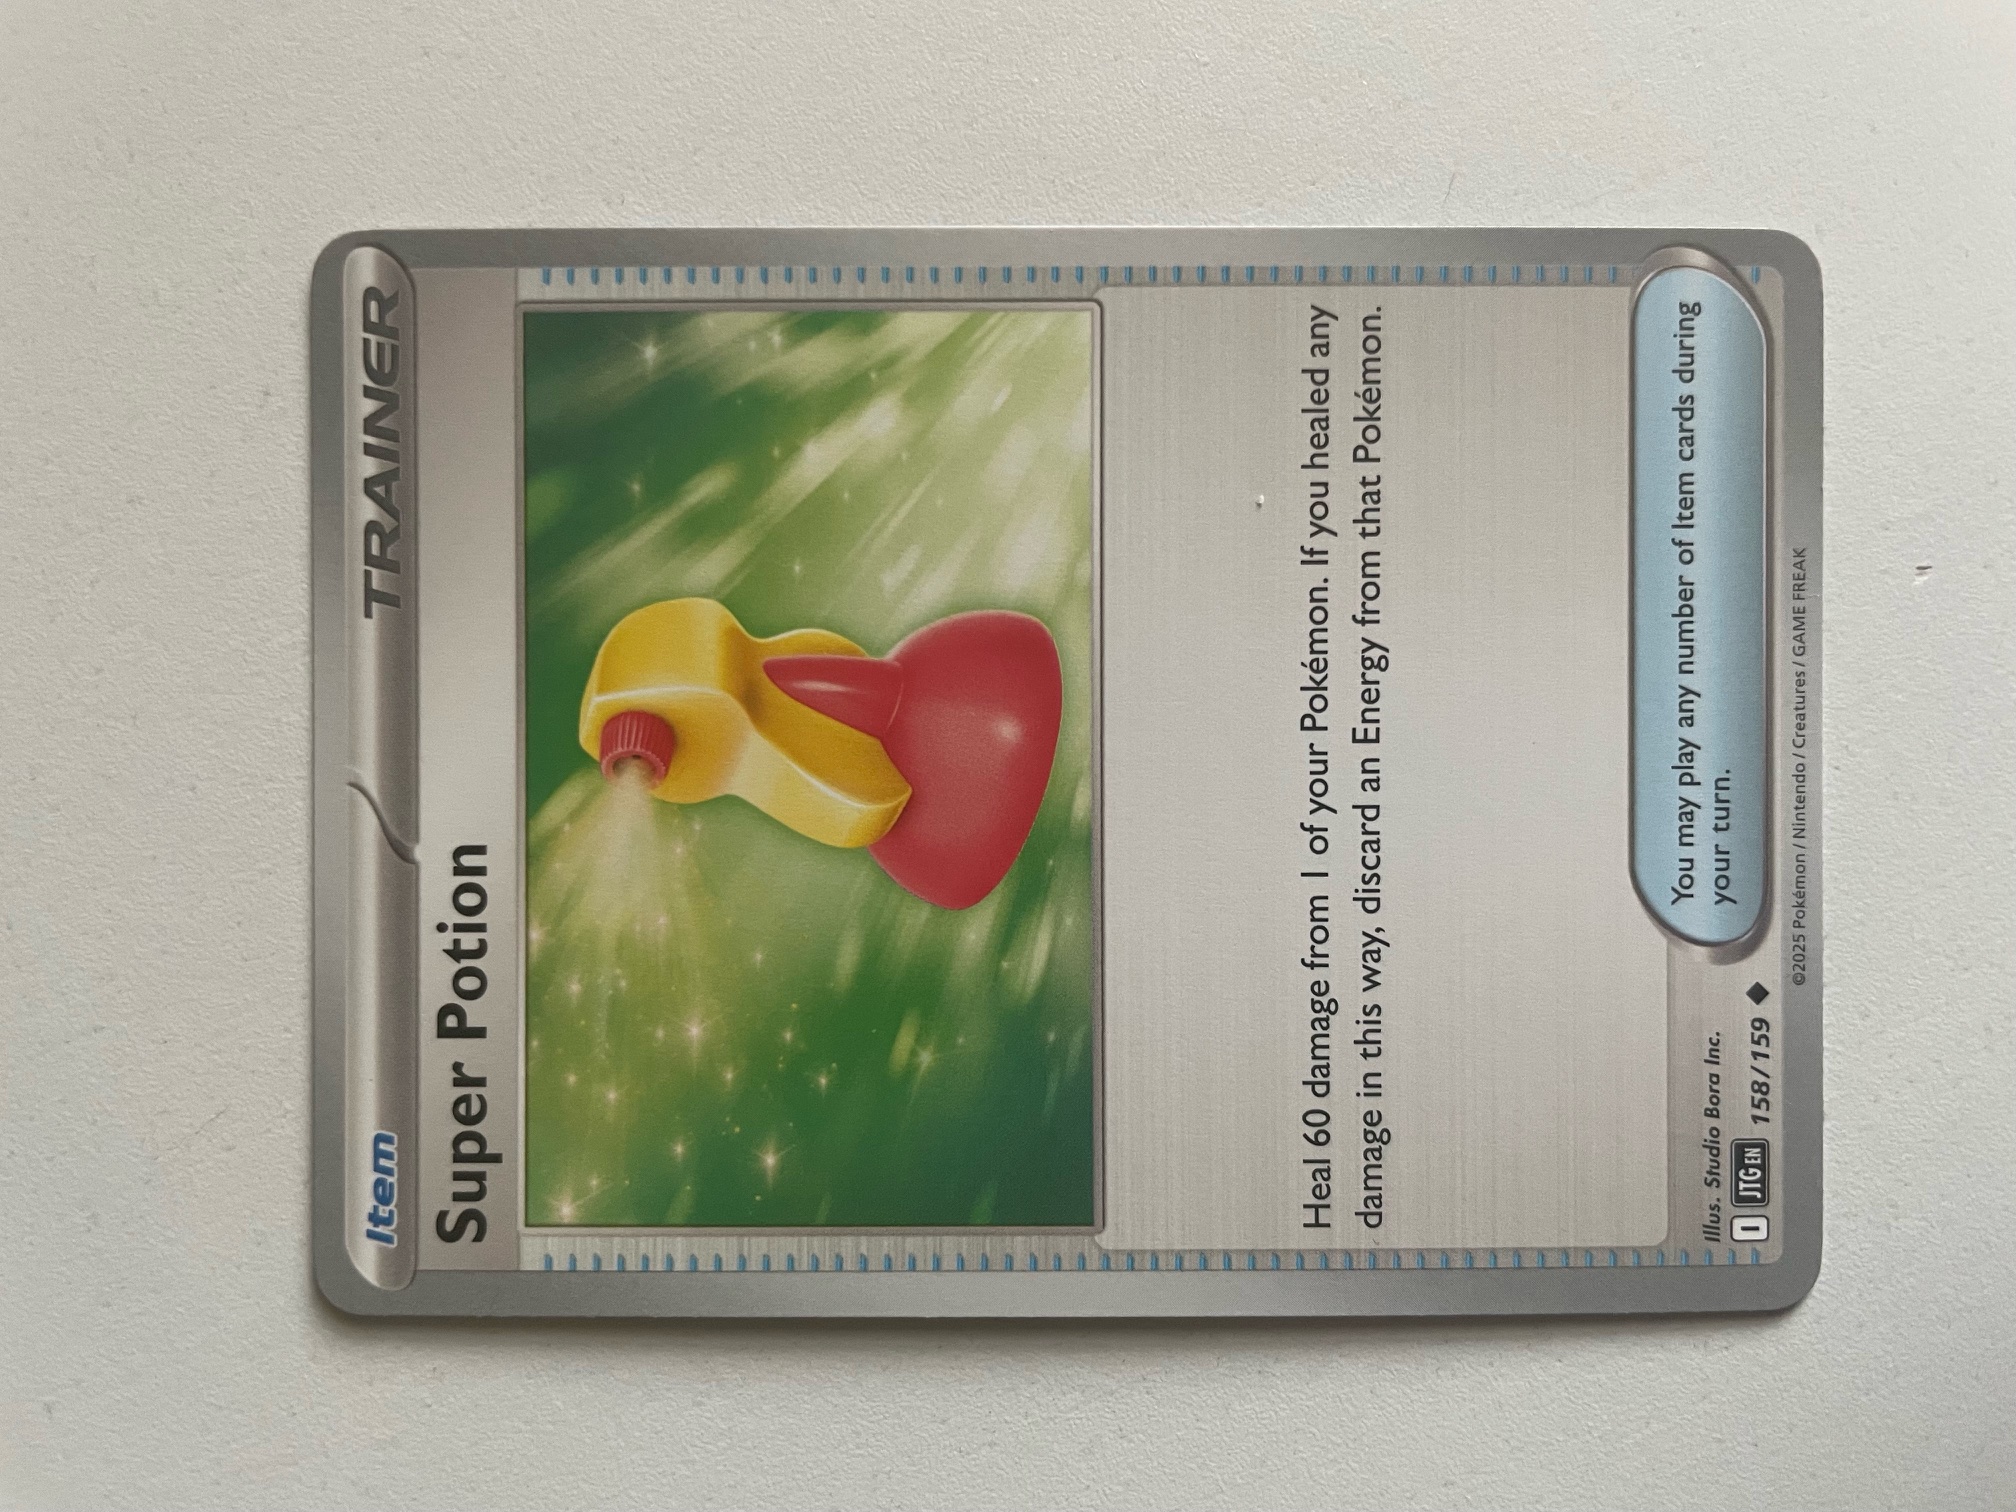 Item
TRAINER
Super Potion
Heal 60 damage from 1 of your Pokémon. If you healed any
damage in this way, discard an Energy from that Pokémon.
You may play any number of Item cards during
your turn.
Illus. Studio Bora Inc.
I JTG EN 158/159
©2025 Pokémon / Nintendo / Creatures / GAME FREAK